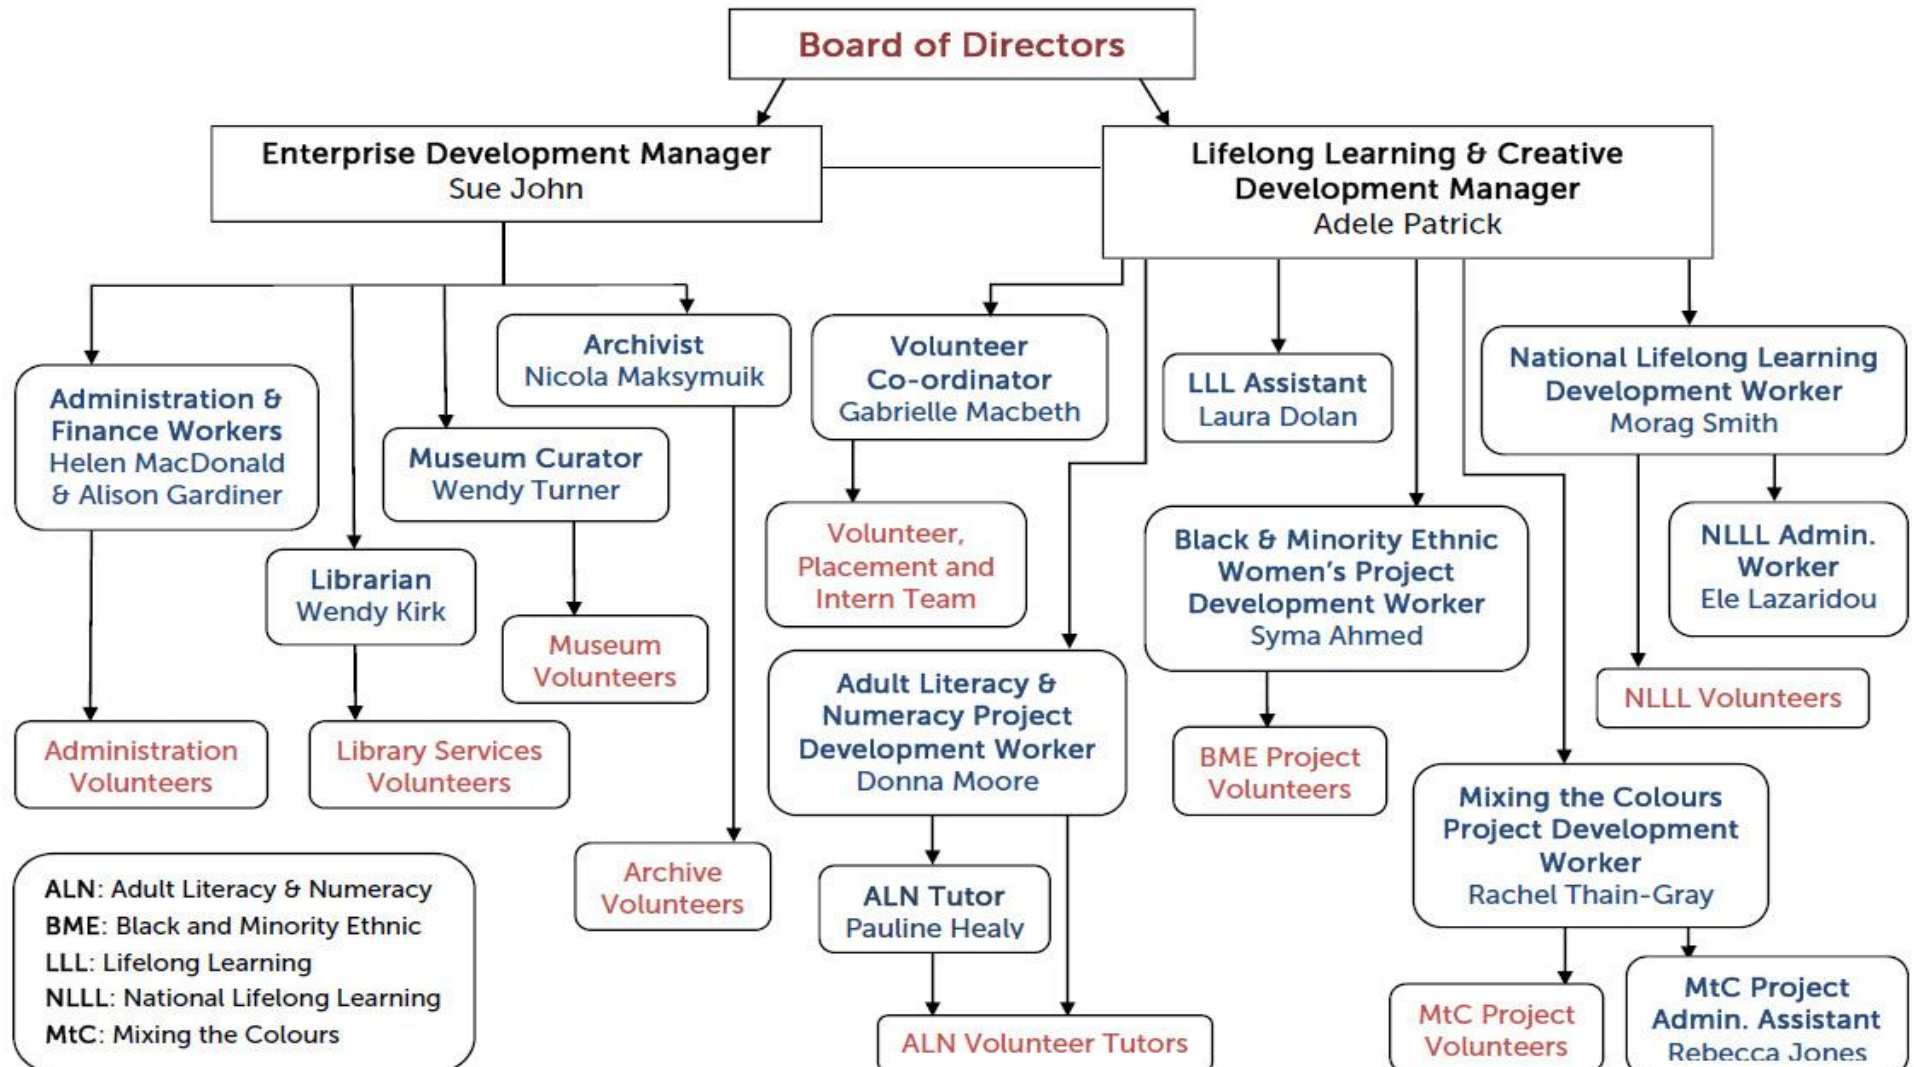 Board of Directors
Enterprise Development Manager
Sue John
Lifelong Learning & Creative
Development Manager
Adele Patrick
Administration &
Finance Workers
Helen MacDonald
& Alison Gardiner
Librarian
Wendy Kirk
Museum Curator
Wendy Turner
Archivist
Nicola Maksymuik
Volunteer
Co-ordinator
Gabrielle Macbeth
LLL Assistant
Laura Dolan
National Lifelong Learning
Development Worker
Morag Smith
Volunteer,
Placement and
Intern Team
Black & Minority Ethnic
Women's Project
Development Worker
Syma Ahmed
NLLL Admin.
Worker
Ele Lazaridou
Museum
Volunteers
Adult Literacy &
Numeracy Project
Development Worker
Donna Moore
NLLL Volunteers
Administration
Volunteers
Library Services
Volunteers
BME Project
Volunteers
Mixing the Colours
Project Development
Worker
Rachel Thain-Gray
Archive
Volunteers
ALN Tutor
Pauline Healy
ALN: Adult Literacy & Numeracy
BME: Black and Minority Ethnic
LLL: Lifelong Learning
NLLL: National Lifelong Learning
MtC: Mixing the Colours
ALN Volunteer Tutors
MtC Project
Volunteers
MtC Project
Admin. Assistant
Rebecca Jones